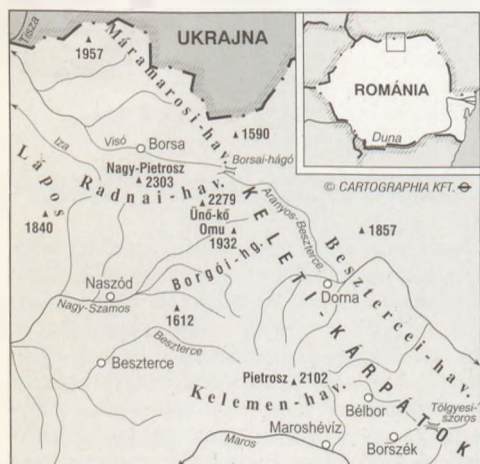 Tisza
UKRAJNA
1957
Máramarosi-hav.
1590
ROMÁNIA
Duna
© CARTOGRAPHIA KFT.
Iza
Visó
Borsa
Borsai-hágó
Lápos
1840
Nagy-Pietrosz
2303
Radnai-hav.
2279
Ünő-kő
Omu
1932
Aranyos-Beszterce
1857
KELETI-KÁRPÁTOK
Besztercei-hav.
Borgói-hg.
Naszód
Nagy-Szamos
Dorna
1612
Beszterce
Beszterce
Pietrosz 2102
Kelemen-hav.
Bélbor
Tölgyesi-
szoros
Maroshévíz
Borszék
Maros